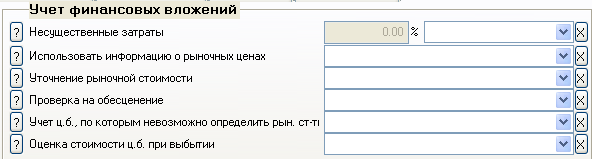 Учет финансовых вложений
? Несущественные затраты 0.00 % X
? Использовать информацию о рыночных ценах X
? Уточнение рыночной стоимости X
? Проверка на обесценение X
? Учет ц.б., по которым невозможно определить рын. ст-ть X
? Оценка стоимости ц.б. при выбытии X